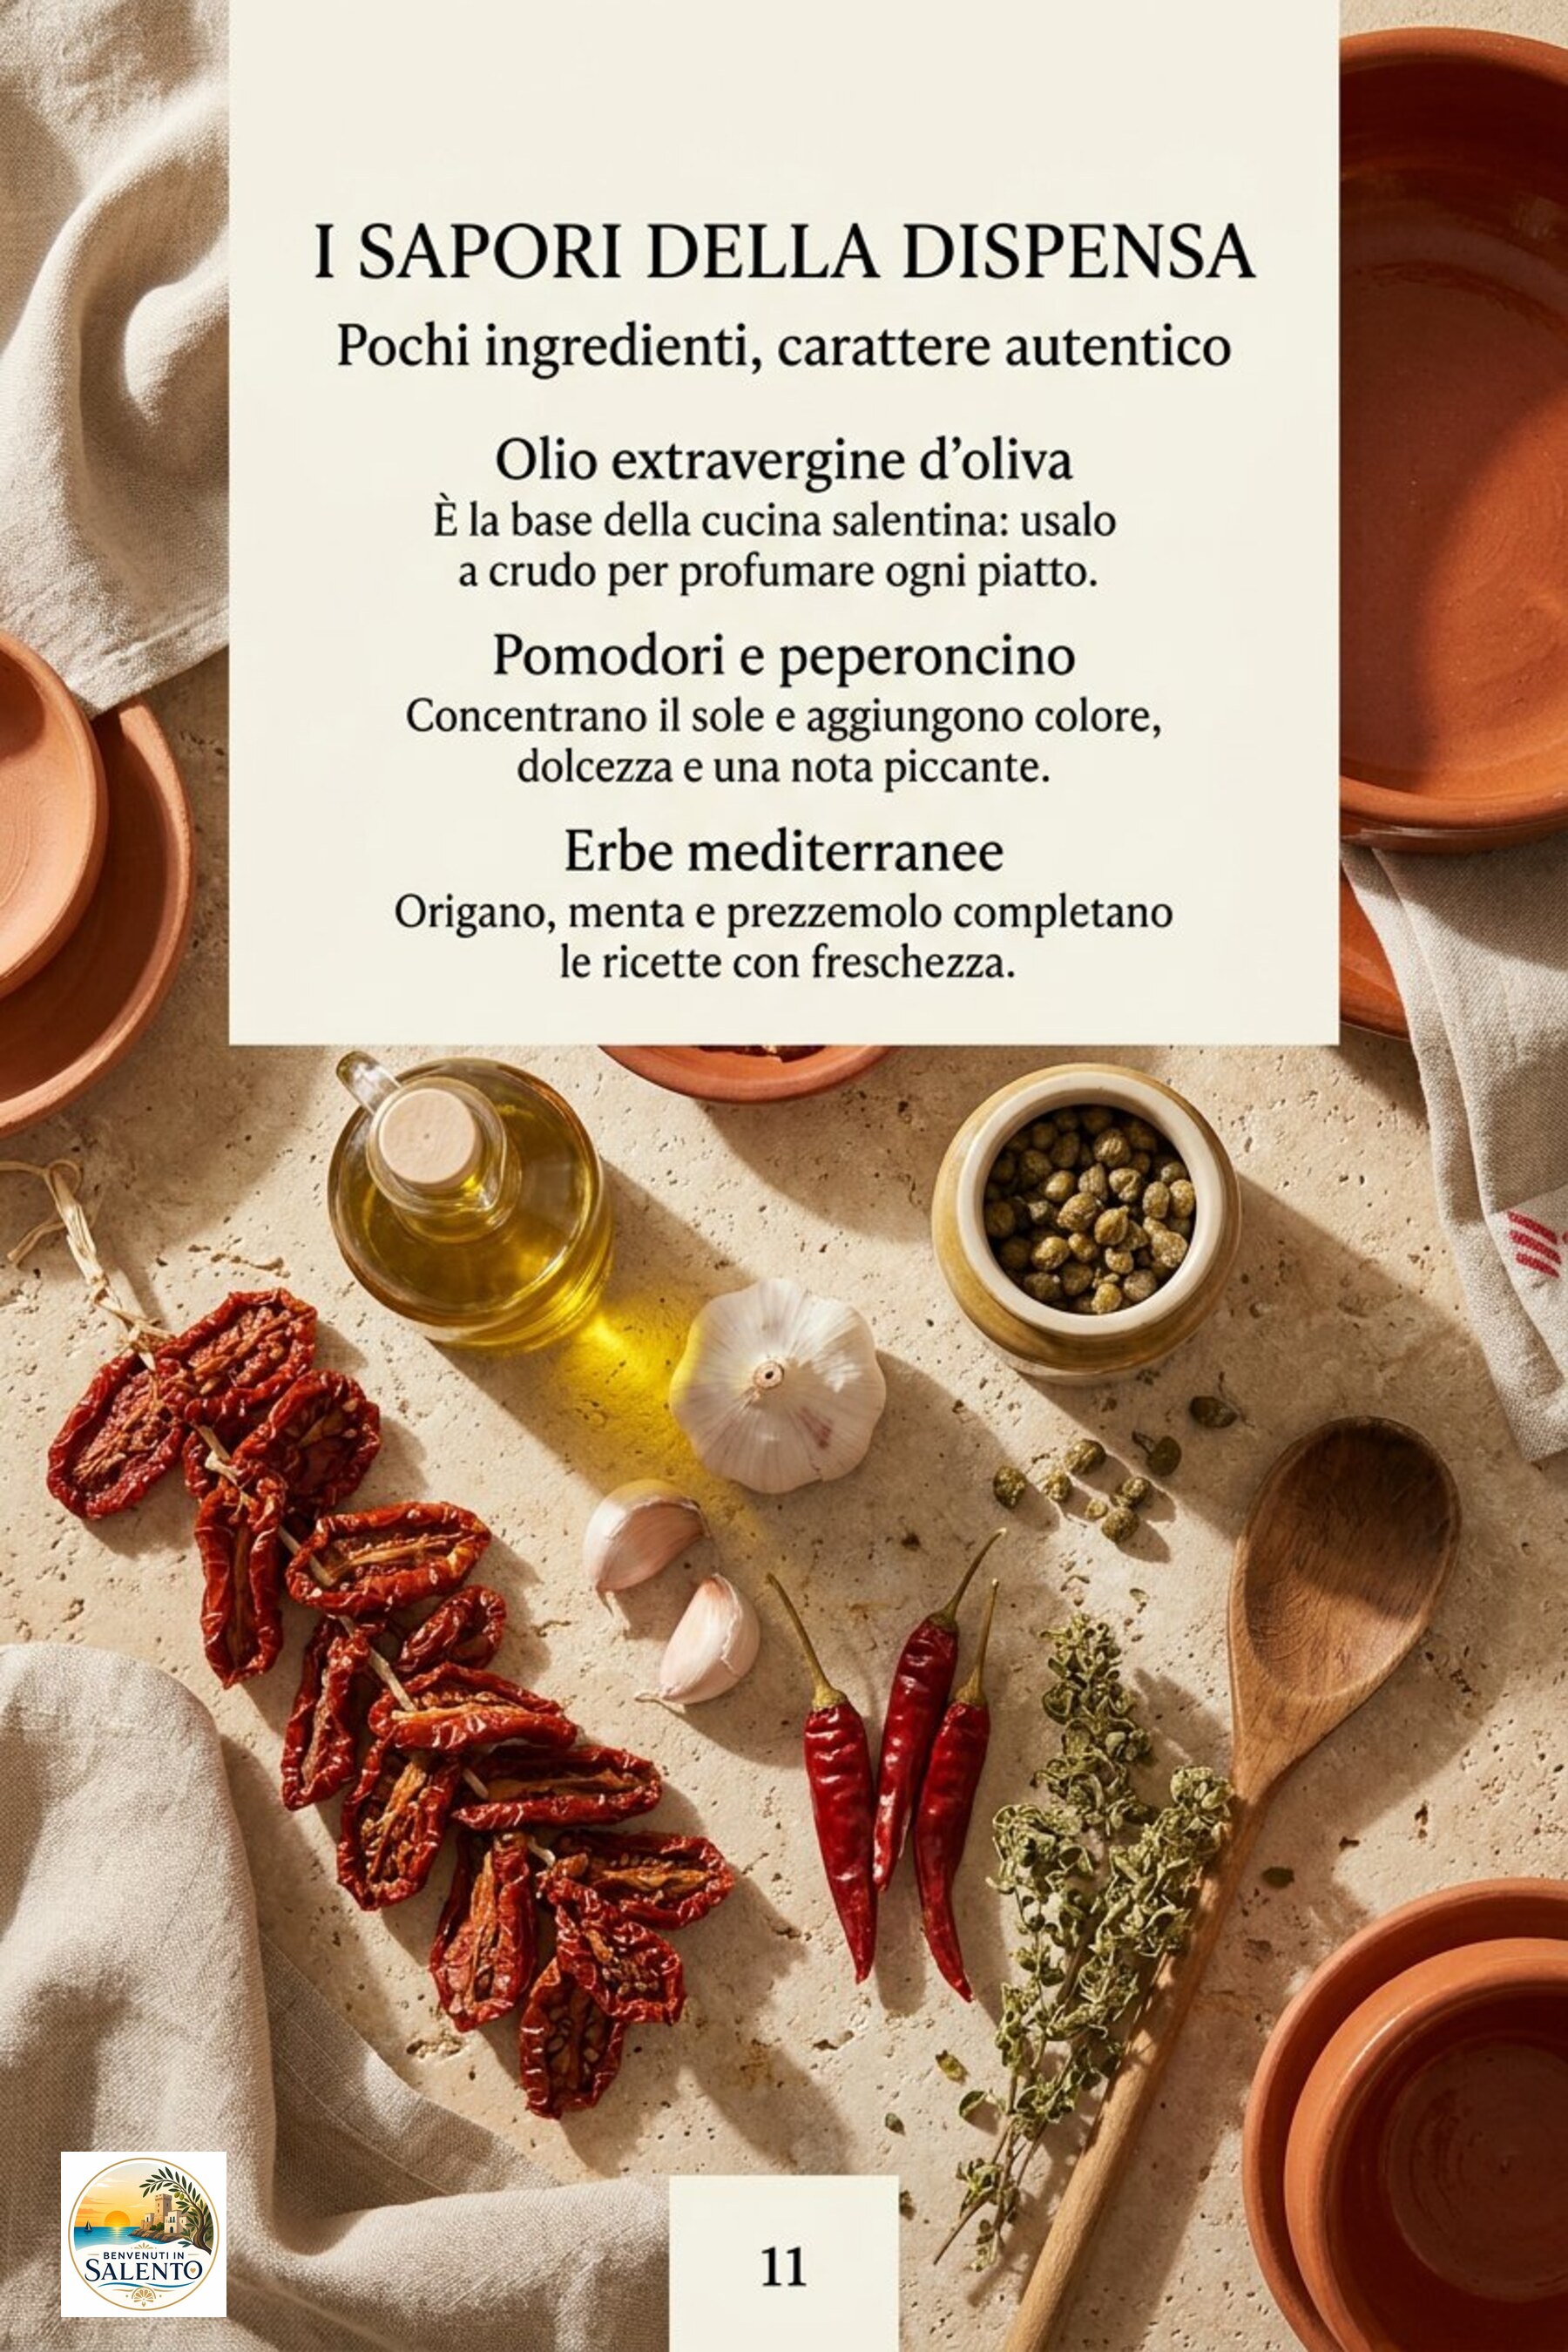 I SAPORI DELLA DISPENSA
Pochi ingredienti, carattere autentico
Olio extravergine d’oliva
È la base della cucina salentina: usalo
a crudo per profumare ogni piatto.
Pomodori e peperoncino
Concentrano il sole e aggiungono colore,
dolcezza e una nota piccante.
Erbe mediterranee
Origano, menta e prezzemolo completano
le ricette con freschezza.
BENVENUTI IN
SALENTO
11